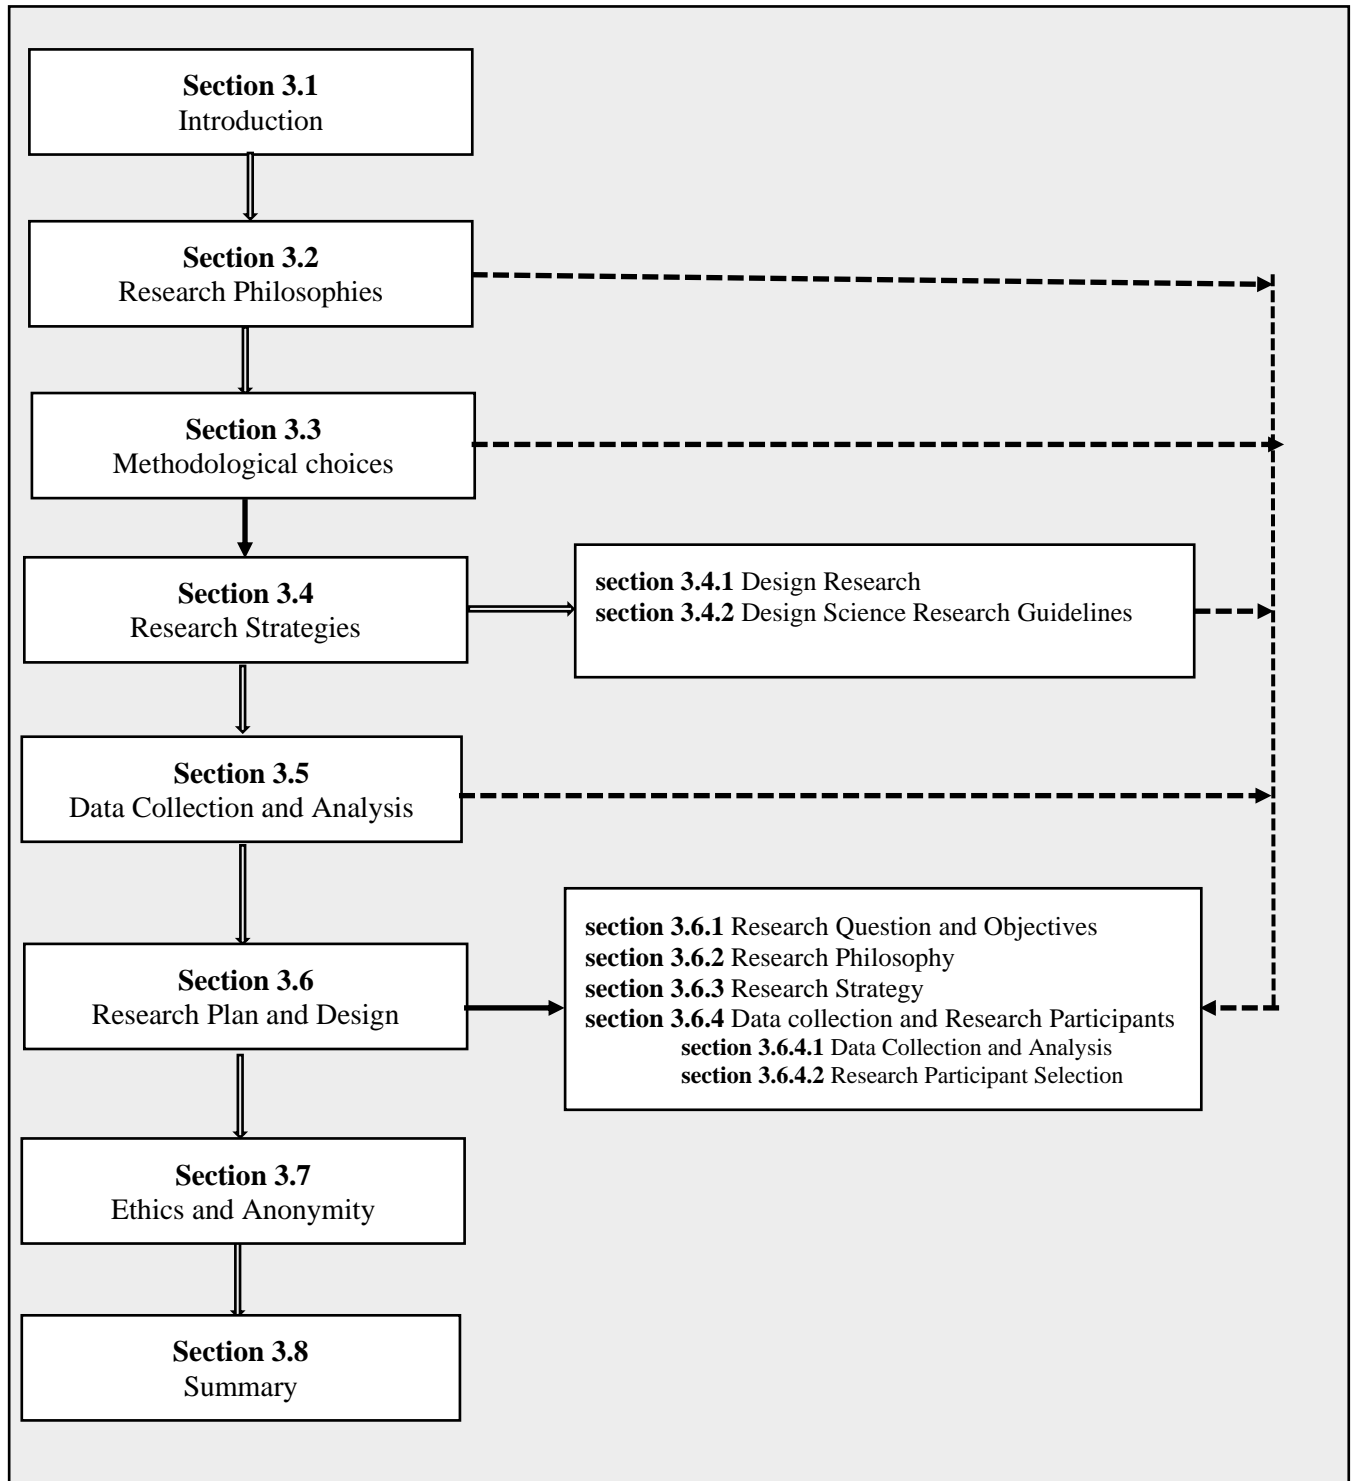 Section 3.1
Introduction
Section 3.2
Research Philosophies
Section 3.3
Methodological choices
Section 3.4
Research Strategies
section 3.4.1 Design Research
section 3.4.2 Design Science Research Guidelines
Section 3.5
Data Collection and Analysis
Section 3.6
Research Plan and Design
section 3.6.1 Research Question and Objectives
section 3.6.2 Research Philosophy
section 3.6.3 Research Strategy
section 3.6.4 Data collection and Research Participants
section 3.6.4.1 Data Collection and Analysis
section 3.6.4.2 Research Participant Selection
Section 3.7
Ethics and Anonymity
Section 3.8
Summary